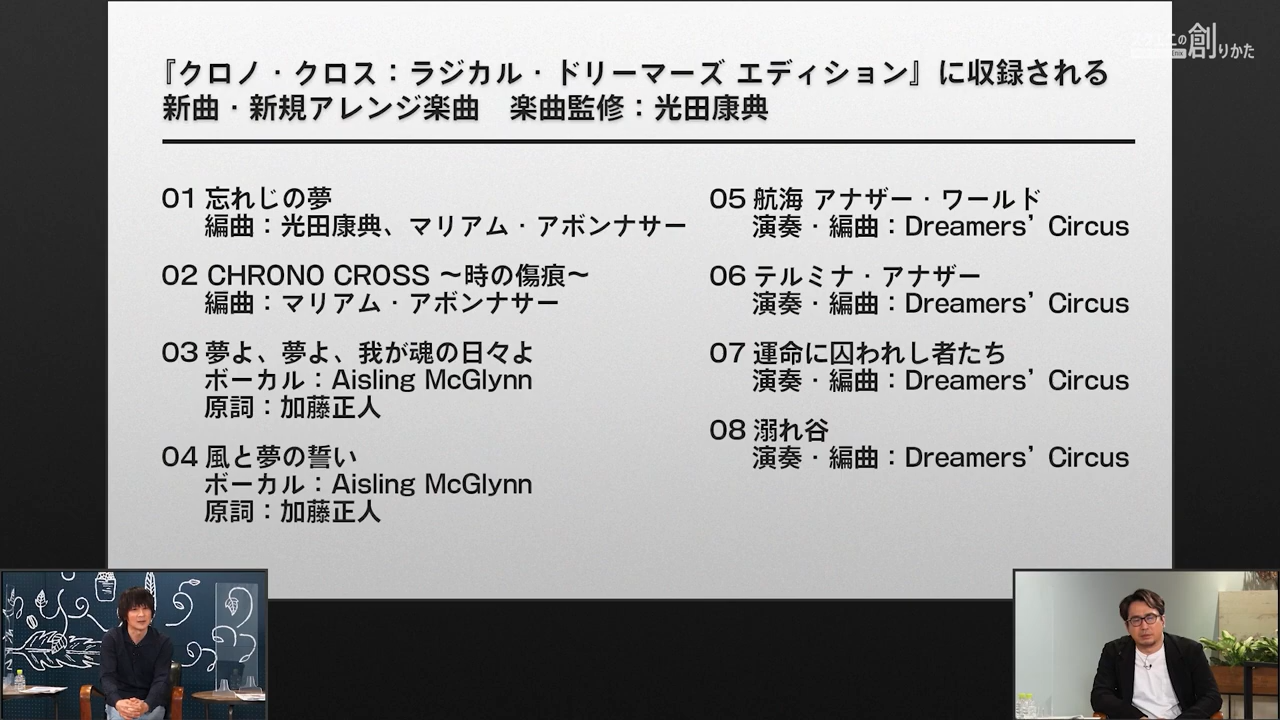 の創りかた
『クロノ・クロス：ラジカル・ドリーマーズ エディション』に収録される
新曲・新規アレンジ楽曲　楽曲監修：光田康典
01 忘れじの夢
編曲：光田康典、マリアム・アボンナサー
02 CHRONO CROSS ～時の傷痕～
編曲：マリアム・アボンナサー
03 夢よ、夢よ、我が魂の日々よ
ボーカル：Aisling McGlynn
原詞：加藤正人
04 風と夢の誓い
ボーカル：Aisling McGlynn
原詞：加藤正人
05 航海 アナザー・ワールド
演奏・編曲：Dreamers’ Circus
06 テルミナ・アナザー
演奏・編曲：Dreamers’ Circus
07 運命に囚われし者たち
演奏・編曲：Dreamers’ Circus
08 溺れ谷
演奏・編曲：Dreamers’ Circus